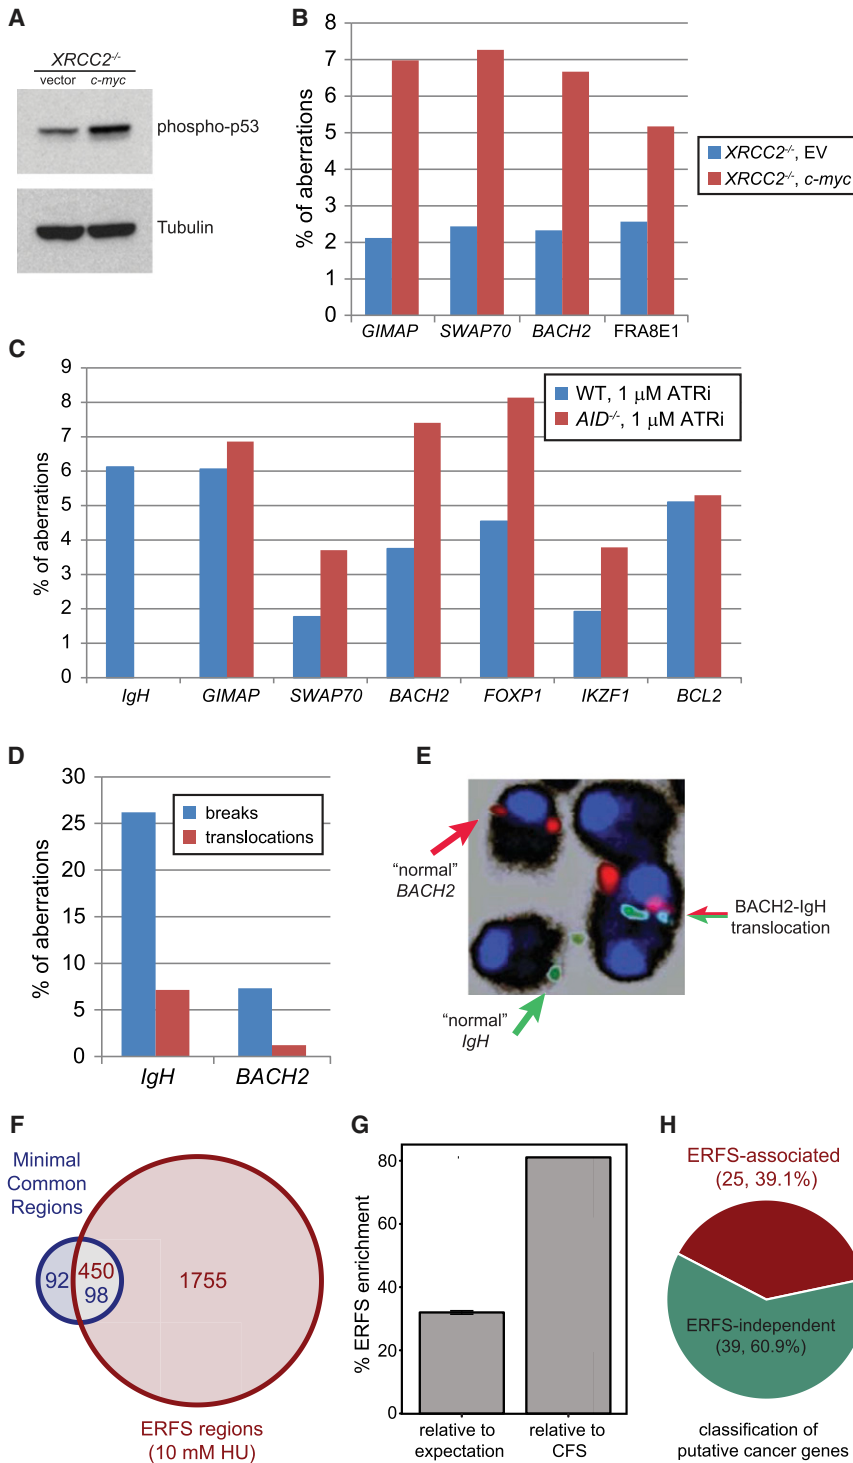 A
XRCC2-/-
vector c-myc
phospho-p53
Tubulin
B
% of aberrations
8
7
6
5
4
3
2
1
0
GIMAP SWAP70 BACH2 FRA8E1
XRCC2-/-, EV
XRCC2-/-, c-myc
C
% of aberrations
9
8
7
6
5
4
3
2
1
0
IgH GIMAP SWAP70 BACH2 FOXP1 IKZF1 BCL2
WT, 1 µM ATRi
AID-/-, 1 µM ATRi
D
% of aberrations
30
25
20
15
10
5
0
IgH BACH2
breaks
translocations
E
“normal”
BACH2
BACH2-IgH
translocation
“normal”
IgH
F
Minimal
Common
Regions
92
450
98
1755
ERFS regions
(10 mM HU)
G
% ERFS enrichment
80
60
40
20
0
relative to
expectation
relative to
CFS
H
ERFS-associated
(25, 39.1%)
ERFS-independent
(39, 60.9%)
classification of
putative cancer genes